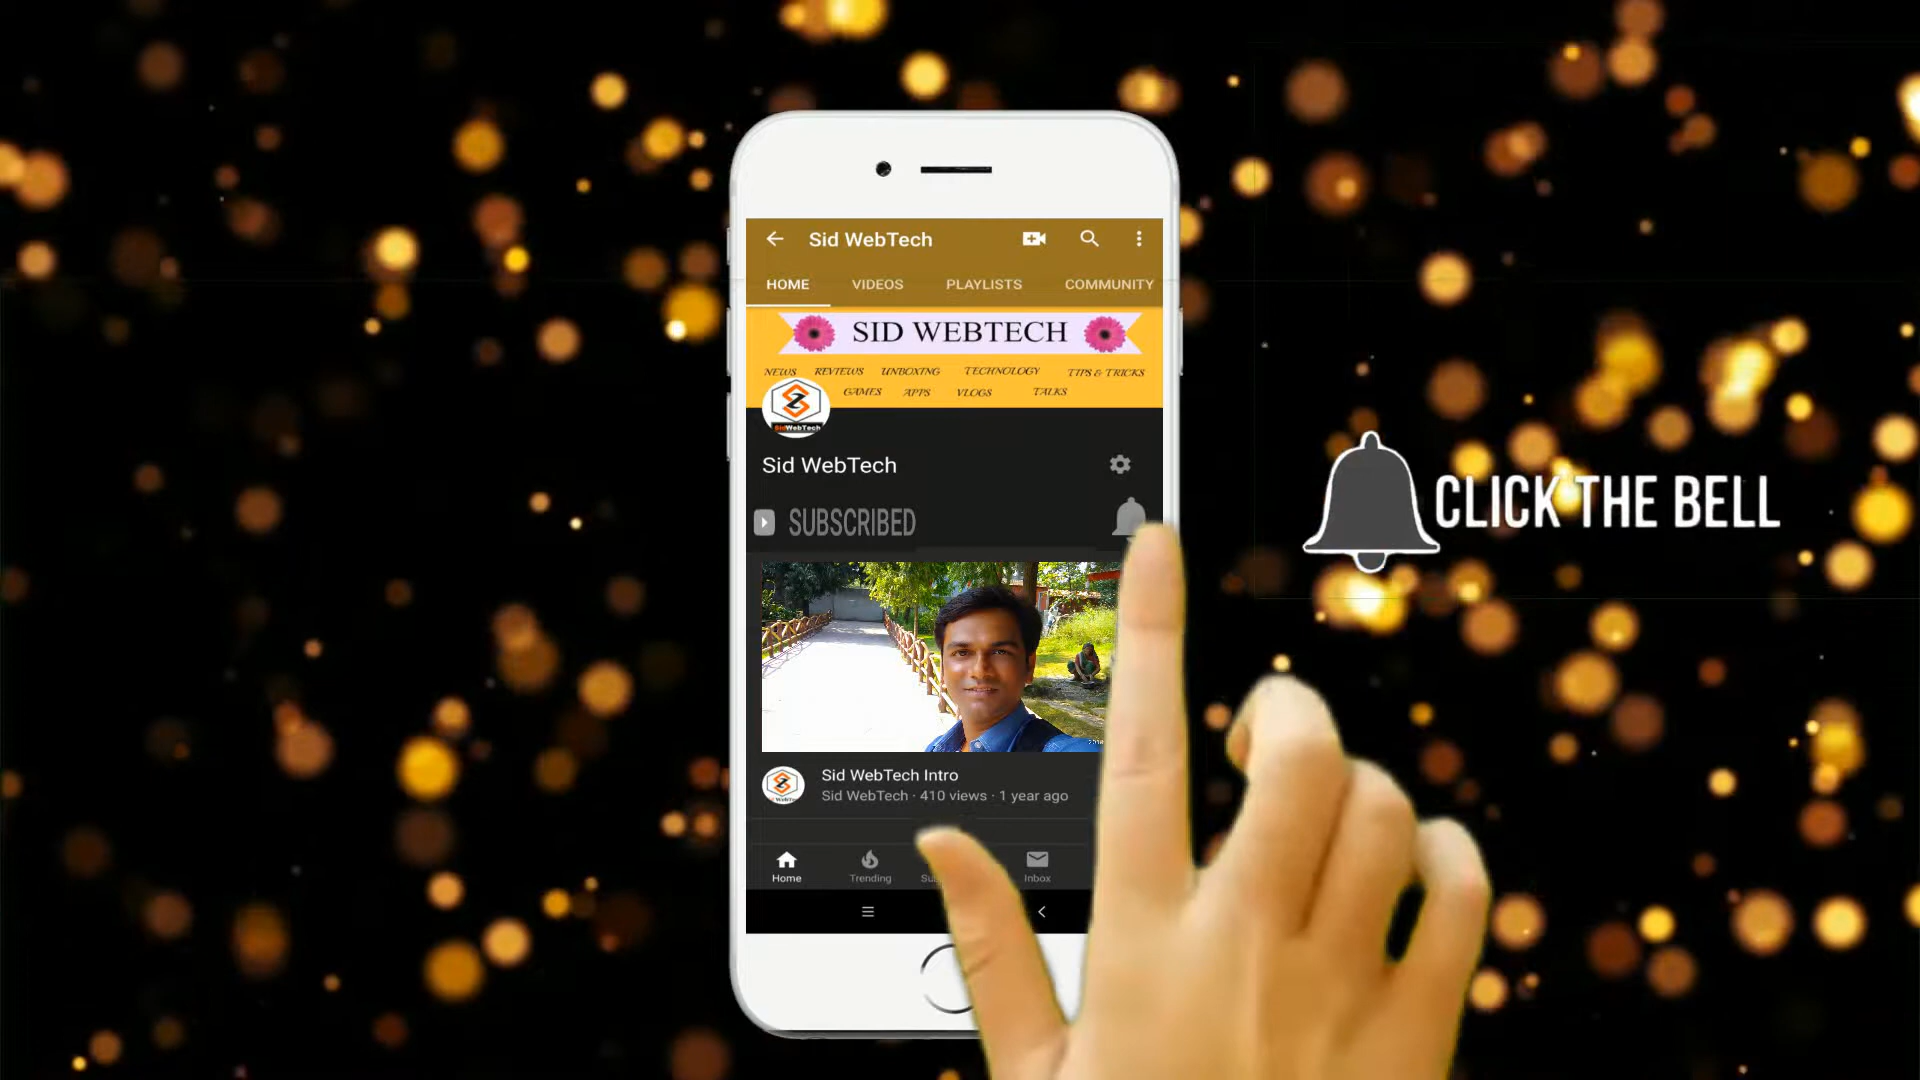 Sid WebTech
HOME VIDEOS PLAYLISTS COMMUNITY
SID WEBTECH
NEWS REVIEWS UNBOXING TECHNOLOGY TIPS & TRICKS
GAMES APPS VLOGS TALKS
SidWebTech
Sid WebTech
SUBSCRIBED
CLICK THE BELL
Sid WebTech Intro
Sid WebTech · 410 views · 1 year ago
Home Trending Inbox